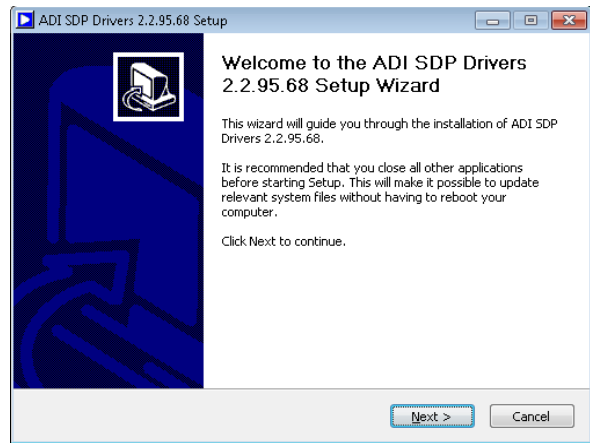 ADI SDP Drivers 2.2.95.68 Setup
Welcome to the ADI SDP Drivers
2.2.95.68 Setup Wizard
This wizard will guide you through the installation of ADI SDP
Drivers 2.2.95.68.
It is recommended that you close all other applications
before starting Setup. This will make it possible to update
relevant system files without having to reboot your
computer.
Click Next to continue.
Next >
Cancel